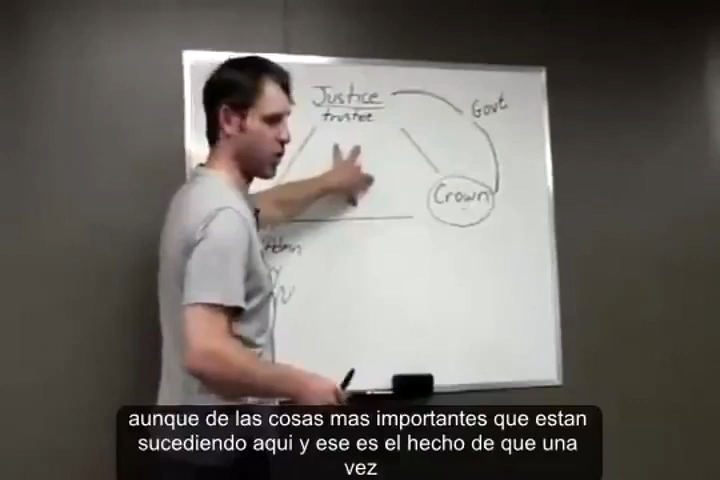 Justice
trustee
Govt
Crown
Admn
aunque de las cosas mas importantes que estan
sucediendo aqui y ese es el hecho de que una
vez